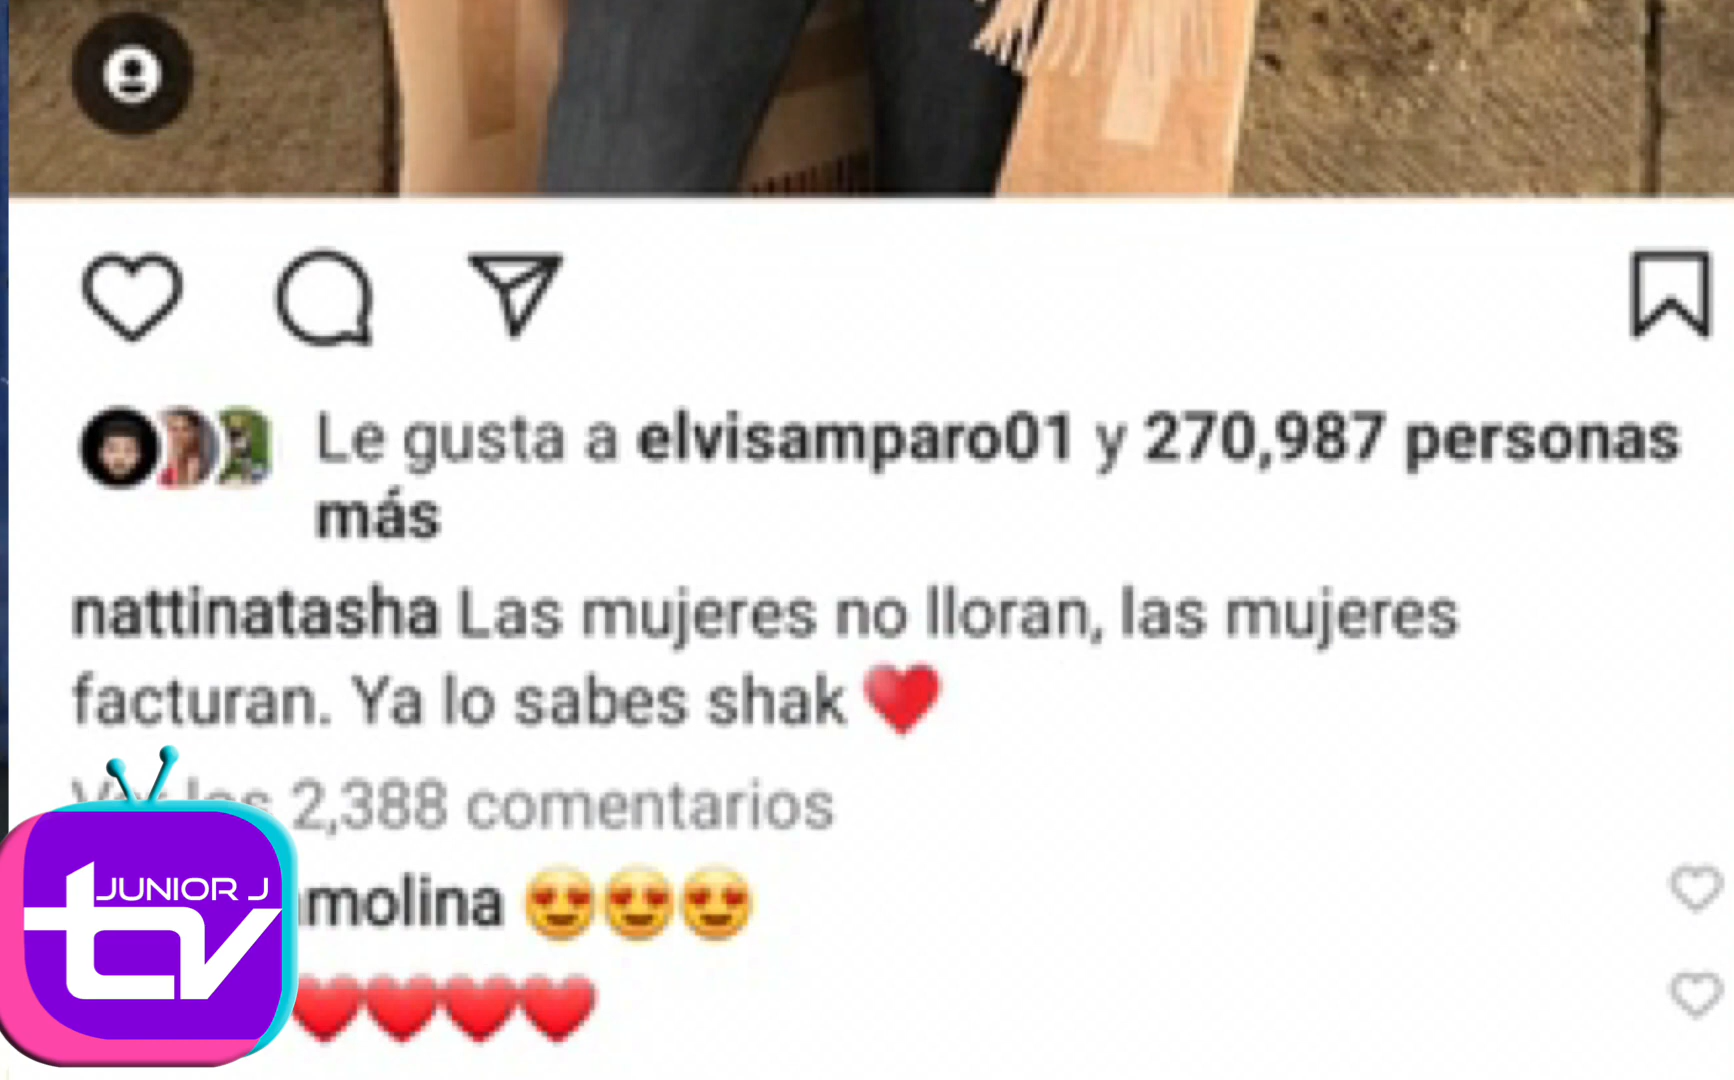 Le gusta a elvisamparo01 y 270,987 personas
más
nattinatasha Las mujeres no lloran, las mujeres
facturan. Ya lo sabes shak ❤️
2,388 comentarios
amolina 😍😍😍
❤️❤️❤️❤️
JUNIOR J
tv